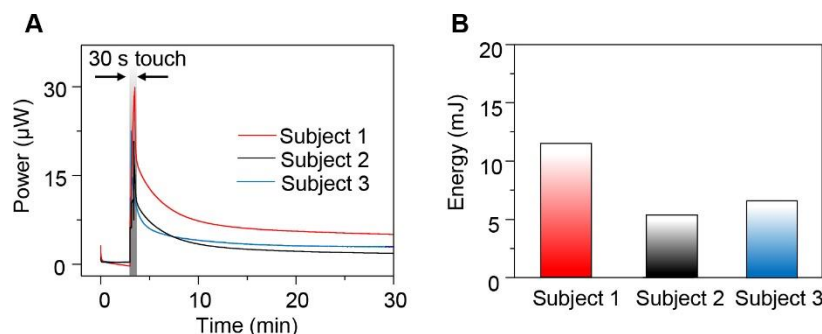 A
30 s touch
Power (µW)
30
15
0
Subject 1
Subject 2
Subject 3
0
10
20
30
Time (min)
B
Energy (mJ)
20
15
10
5
0
Subject 1
Subject 2
Subject 3